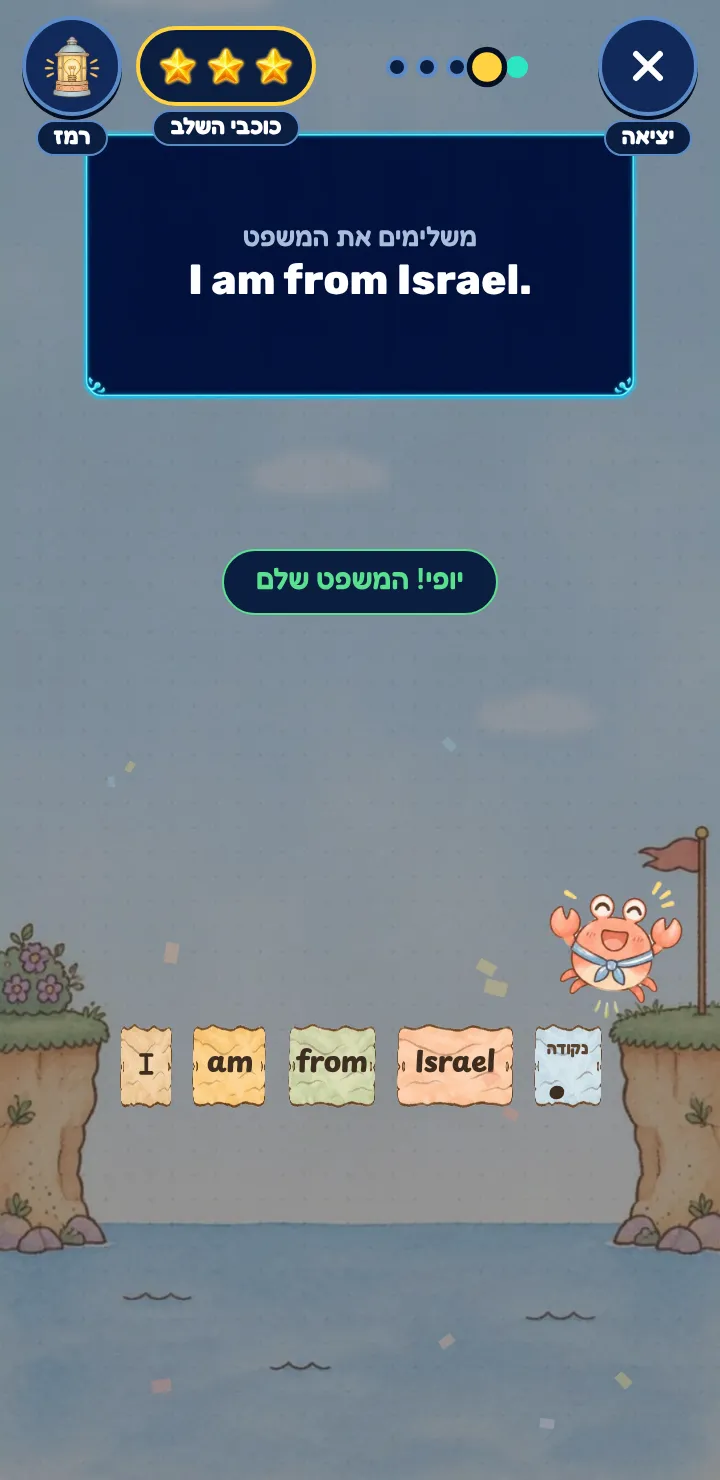 כוכבי השלב
רמז
יציאה
משלימים את המשפט
I am from Israel.
יופי! המשפט שלם
I am from Israel
נקודה